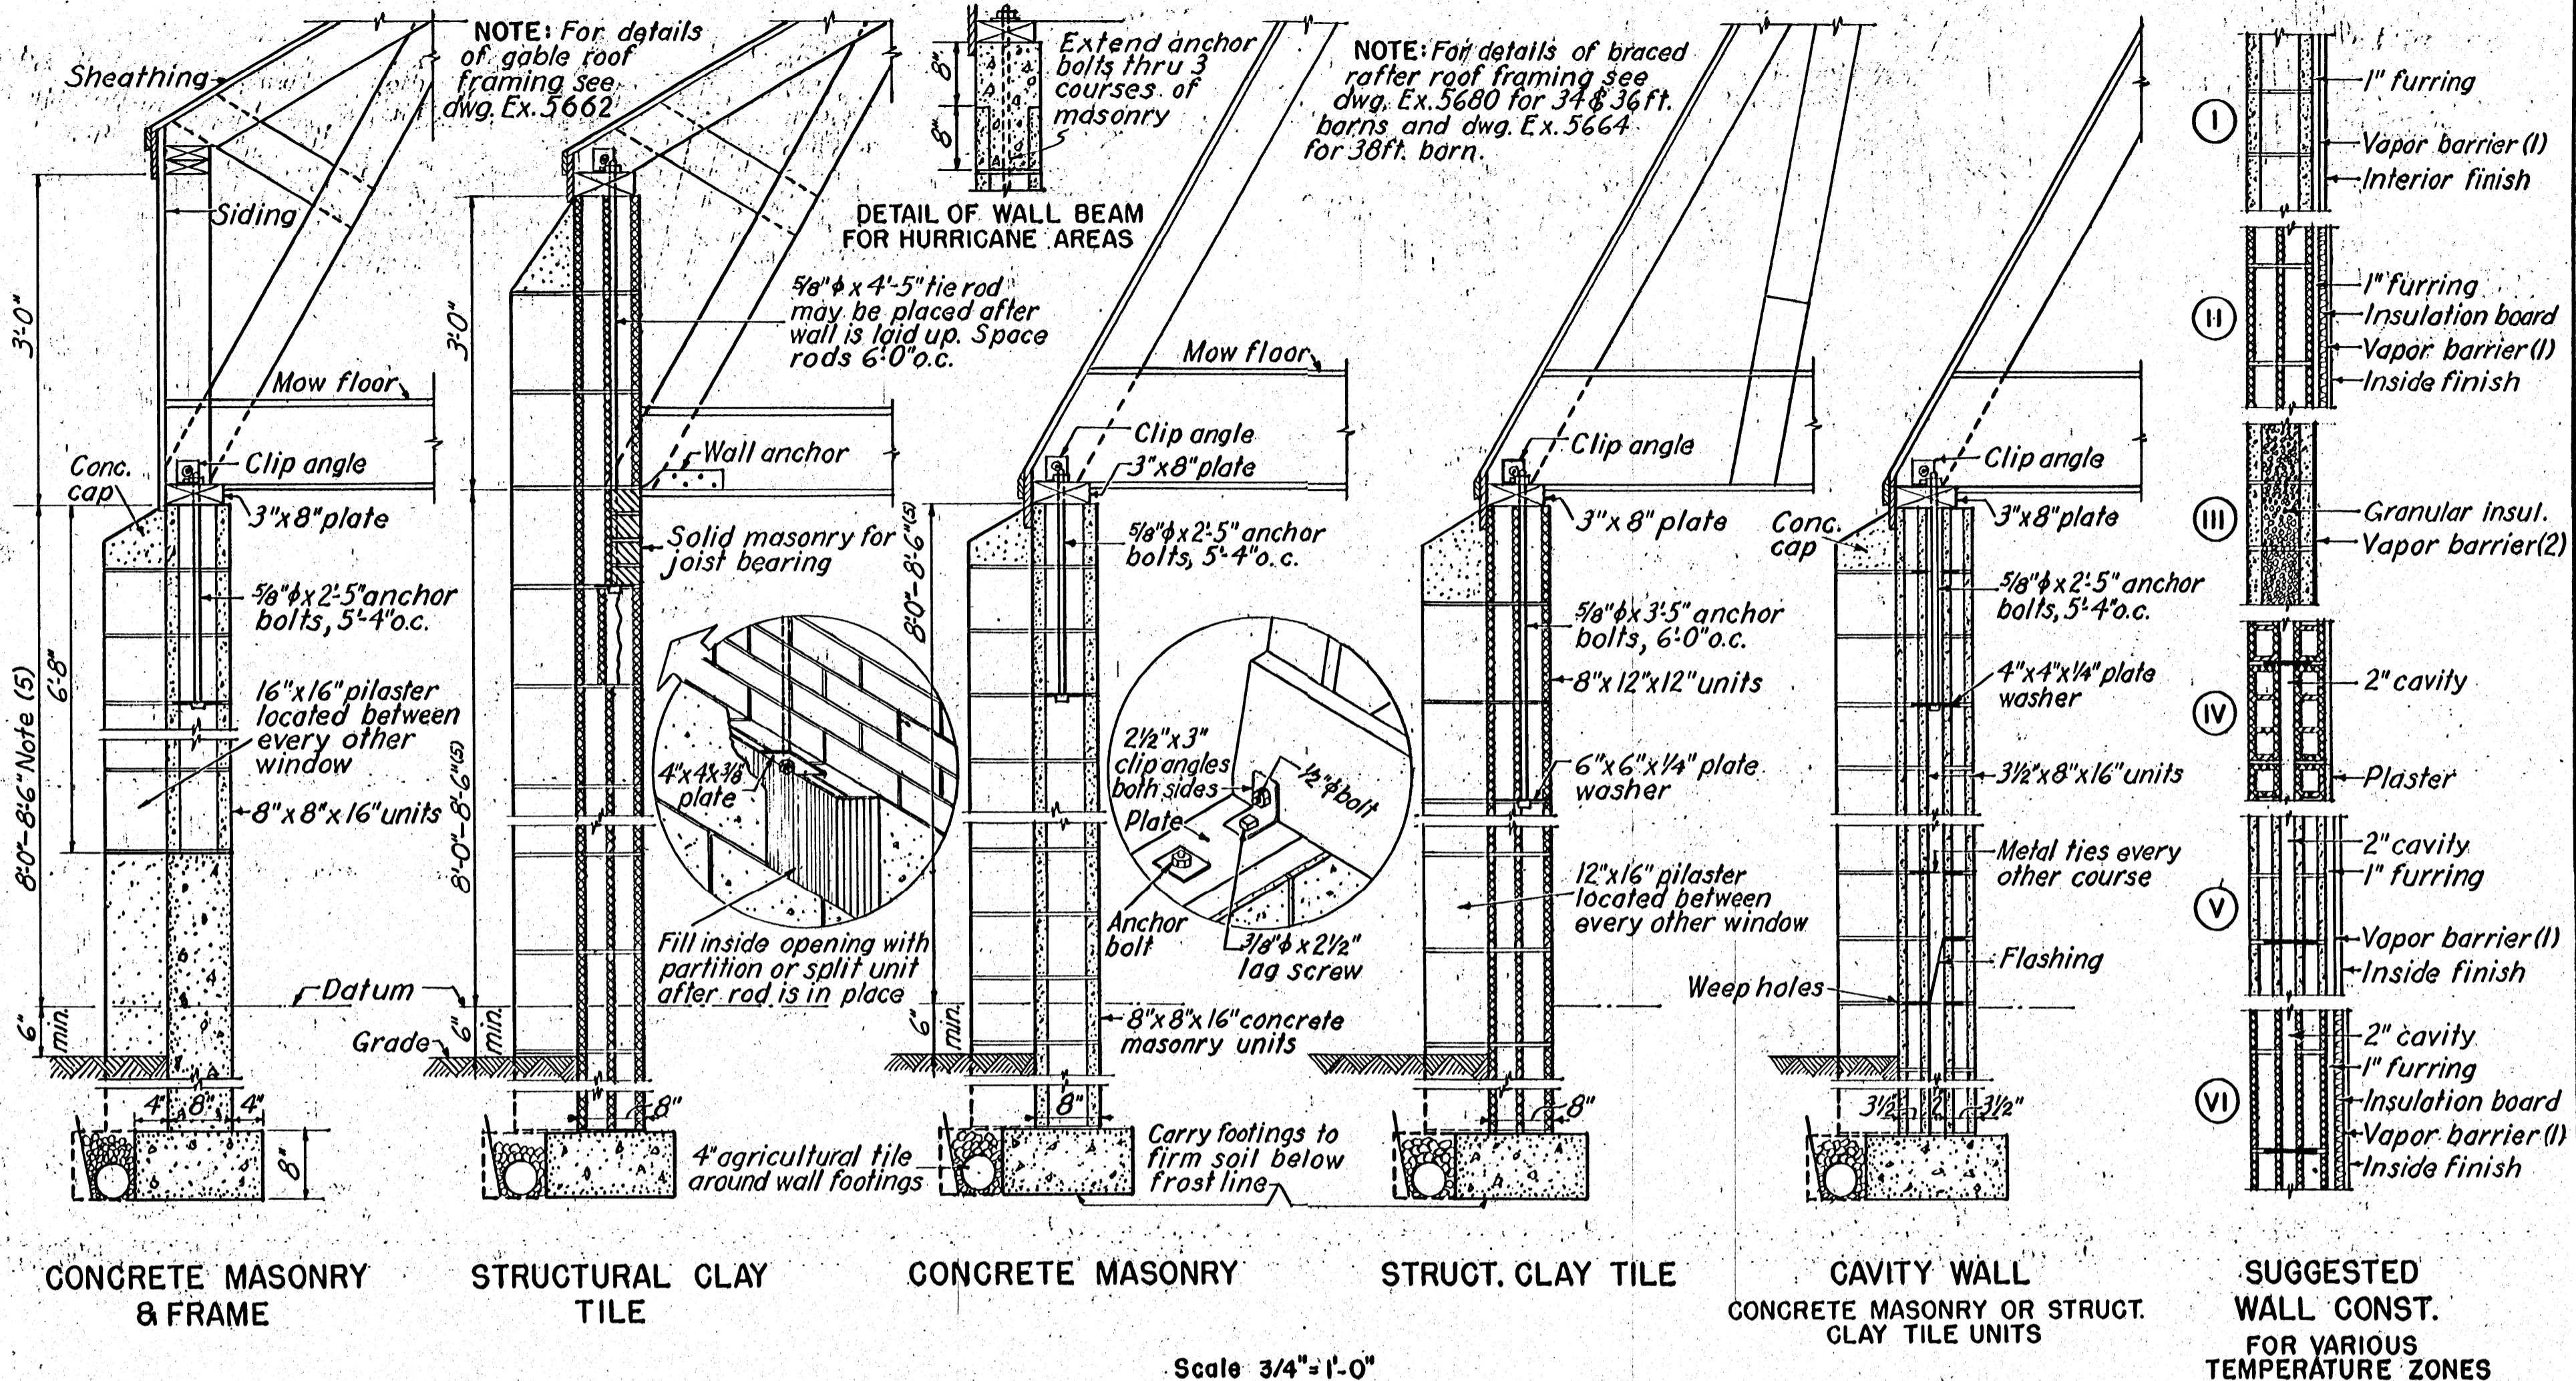 NOTE: For details
of gable roof
framing see
dwg. Ex. 5662
Sheathing
Siding
3'-0"
Mow floor
Conc.
cap
Clip angle
3"x8" plate
5/8"ϕ x 2'-5" anchor
bolts, 5'-4" o.c.
16"x16" pilaster
located between
every other
window
8"x8"x16" units
8'-0"-8'-6" Note (5)
6'-8"
6"
min.
Datum
Grade
4" 8" 4"
8"
CONCRETE MASONRY
& FRAME
3'-0"
8'-0"-8'-6"(5)
6"
min.
5/8"ϕ x 4'-5" tie rod
may be placed after
wall is laid up. Space
rods 6'-0" o.c.
Wall anchor
Solid masonry for
joist bearing
4"x4"x3/8"
plate
Fill inside opening with
partition or split unit
after rod is in place
8"
4" agricultural tile
around wall footings
STRUCTURAL CLAY
TILE
8"
8"
Extend anchor
bolts thru 3
courses of
masonry
DETAIL OF WALL BEAM
FOR HURRICANE AREAS
Mow floor
Clip angle
3"x8" plate
5/8"ϕ x 2'-5" anchor
bolts, 5'-4" o.c.
8'-0"-8'-6"(5)
6"
min.
2 1/2" x 3"
clip angles
both sides
1/2"ϕ bolt
Plate
Anchor
bolt
3/8"ϕ x 2 1/2"
lag screw
8"x8"x16" concrete
masonry units
8"
Carry footings to
firm soil below
frost line
CONCRETE MASONRY
NOTE: For details of braced
rafter roof framing see
dwg. Ex. 5680 for 34 & 36 ft.
barns and dwg. Ex. 5664
for 38 ft. barn.
Clip angle
3"x8" plate
5/8"ϕ x 3'-5" anchor
bolts, 6'-0" o.c.
8"x12"x12" units
6"x6"x1/4" plate
washer
12"x16" pilaster
located between
every other window
8"
STRUCT. CLAY TILE
Clip angle
3"x8" plate
Conc.
cap
5/8"ϕ x 2'-5" anchor
bolts, 5'-4" o.c.
4"x4"x1/4" plate
washer
3 1/2"x8"x16" units
Metal ties every
other course
Flashing
Weep holes
3 1/2" 2 3 1/2"
CAVITY WALL
CONCRETE MASONRY OR STRUCT.
CLAY TILE UNITS
I
1" furring
Vapor barrier (1)
Interior finish
II
1" furring
Insulation board
Vapor barrier (1)
Inside finish
III
Granular insul.
Vapor barrier (2)
IV
2" cavity
Plaster
V
2" cavity
1" furring
Vapor barrier (1)
Inside finish
VI
2" cavity
1" furring
Insulation board
Vapor barrier (1)
Inside finish
SUGGESTED
WALL CONST.
FOR VARIOUS
TEMPERATURE ZONES
Scale 3/4" = 1'-0"